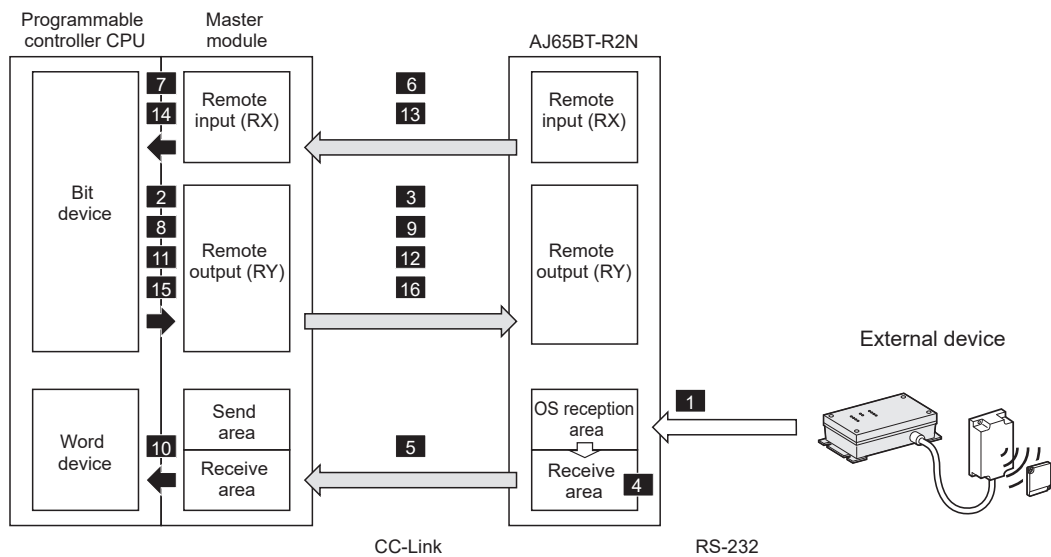 Programmable
controller CPU
Master
module
AJ65BT-R2N
7
14
Remote
input (RX)
6
13
Remote
input (RX)
Bit
device
2
8
11
15
Remote
output (RY)
3
9
12
16
Remote
output (RY)
External device
Word
device
10
Send
area
Receive
area
5
OS reception
area
Receive
area
4
1
CC-Link
RS-232